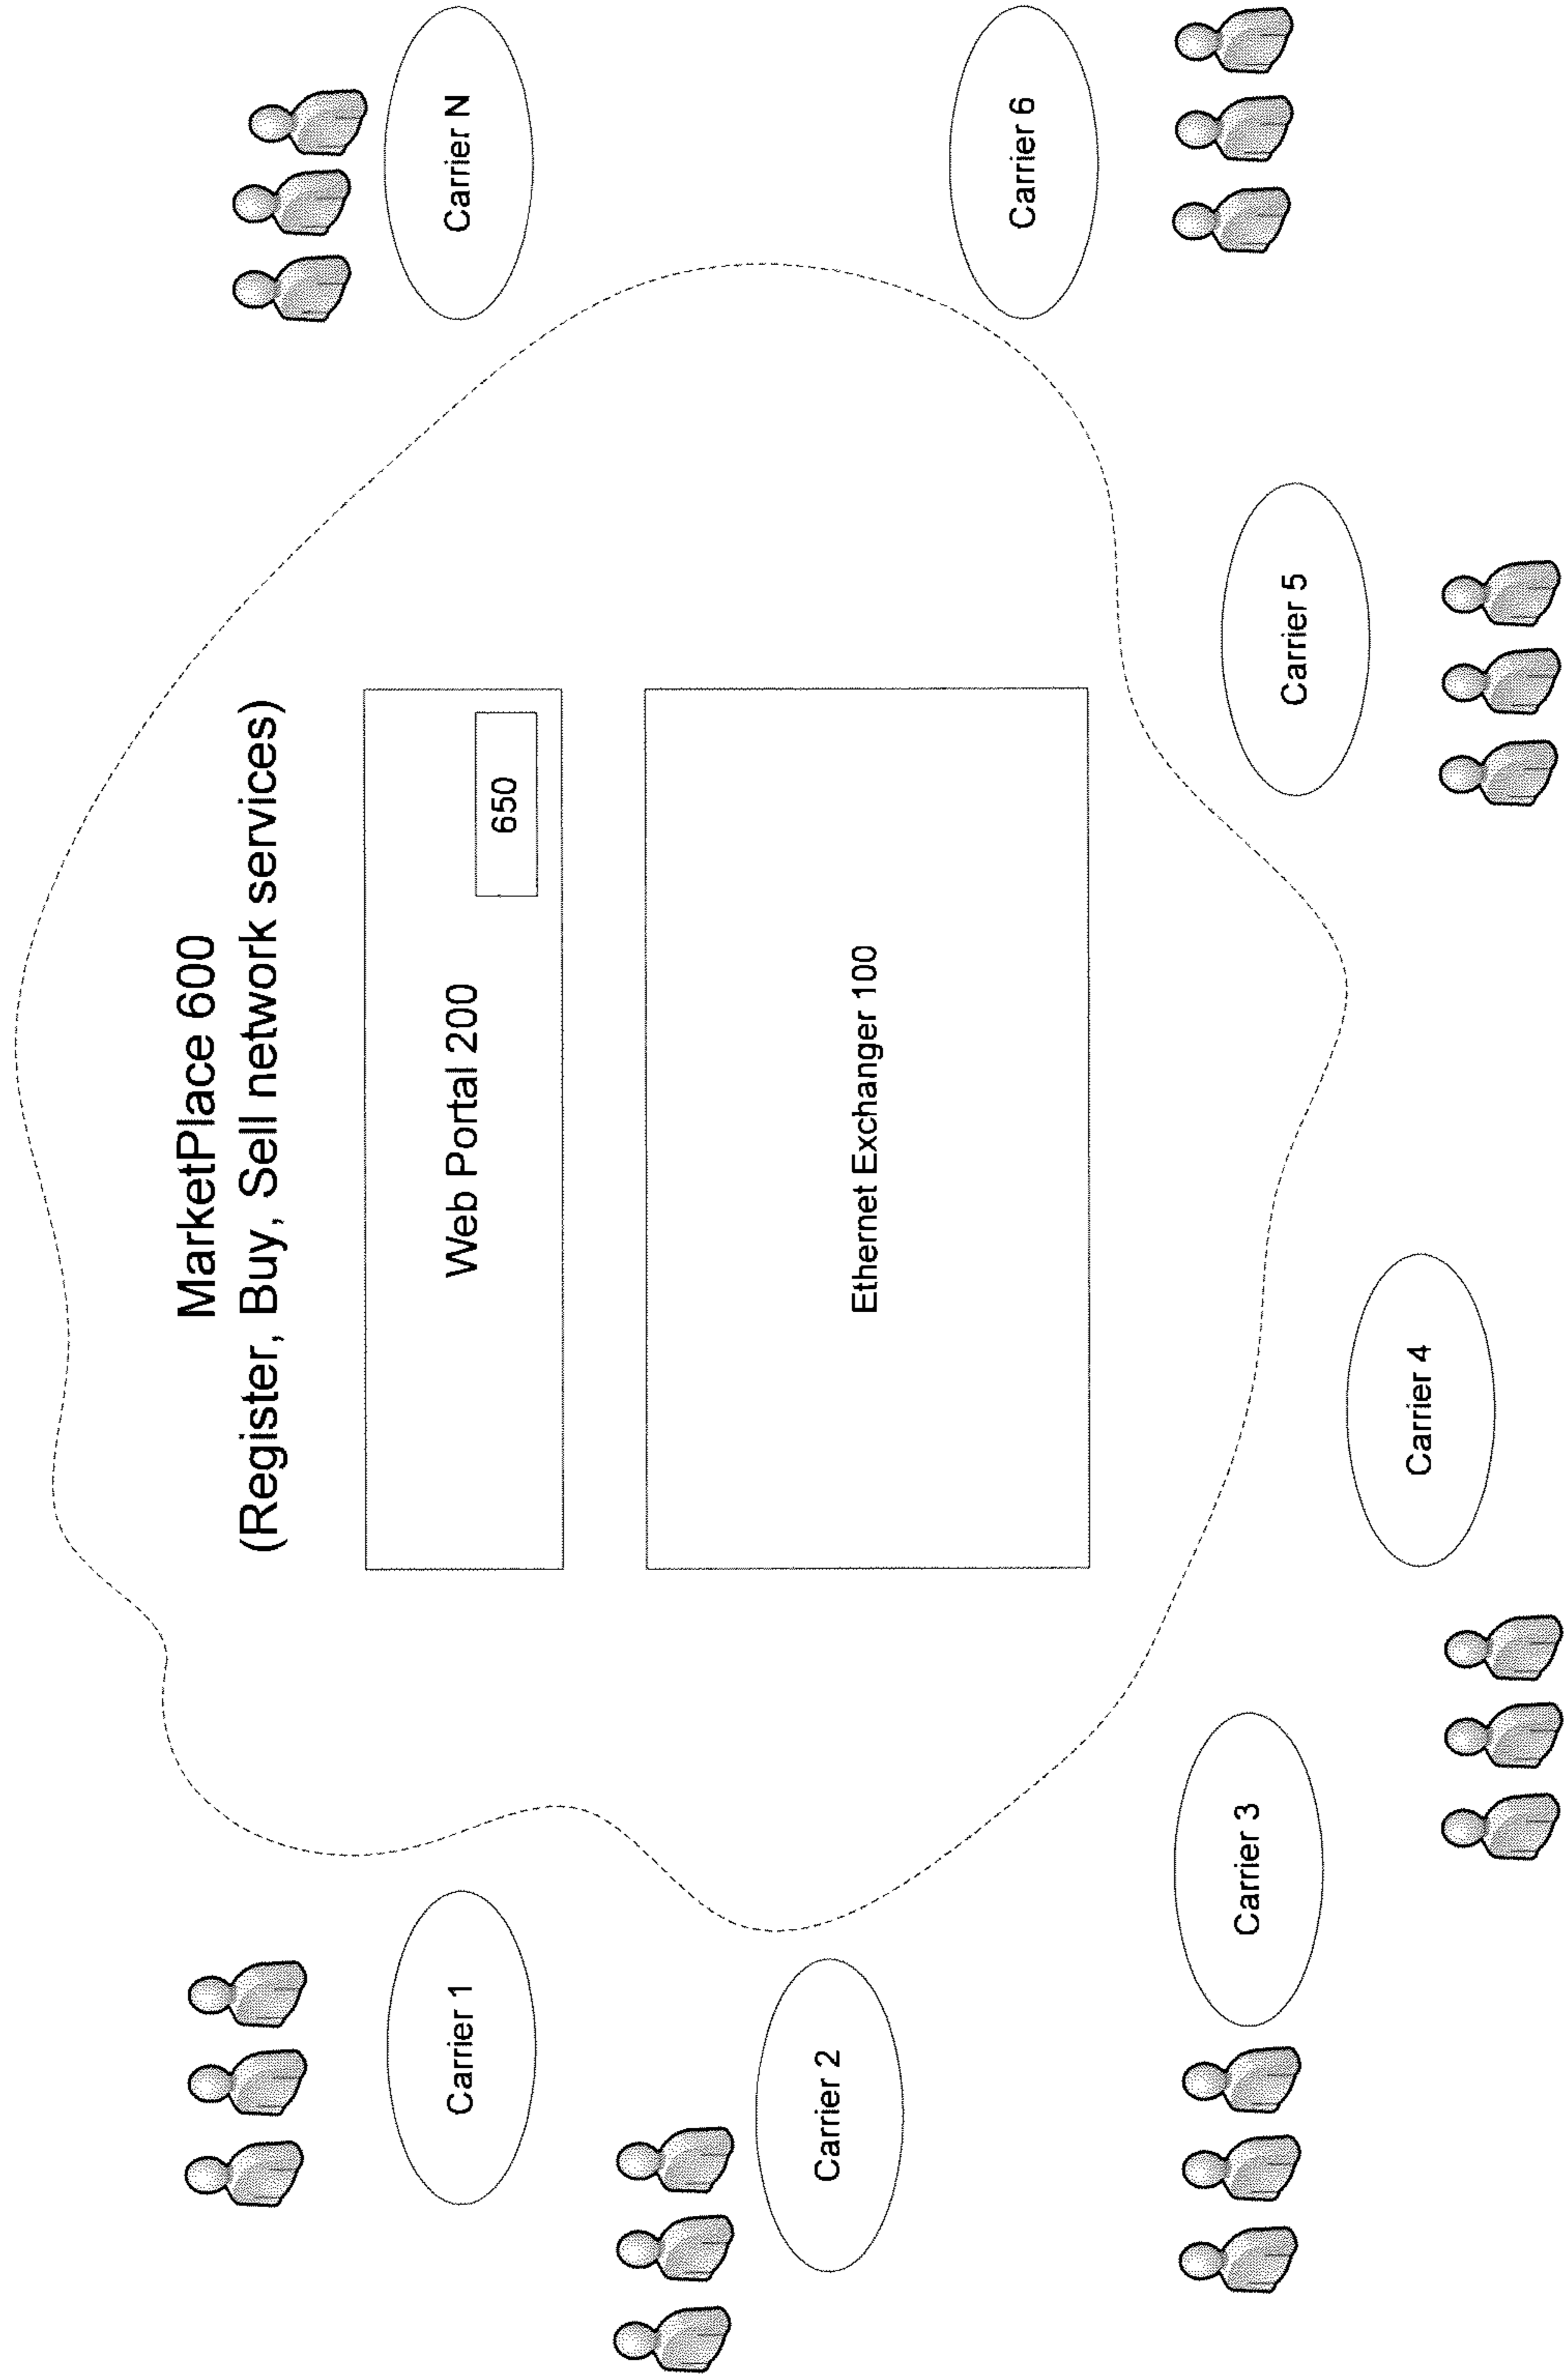 MarketPlace 600
(Register, Buy, Sell network services)
Web Portal 200
650
Ethernet Exchanger 100
Carrier 1
Carrier 2
Carrier 3
Carrier 4
Carrier 5
Carrier 6
Carrier N